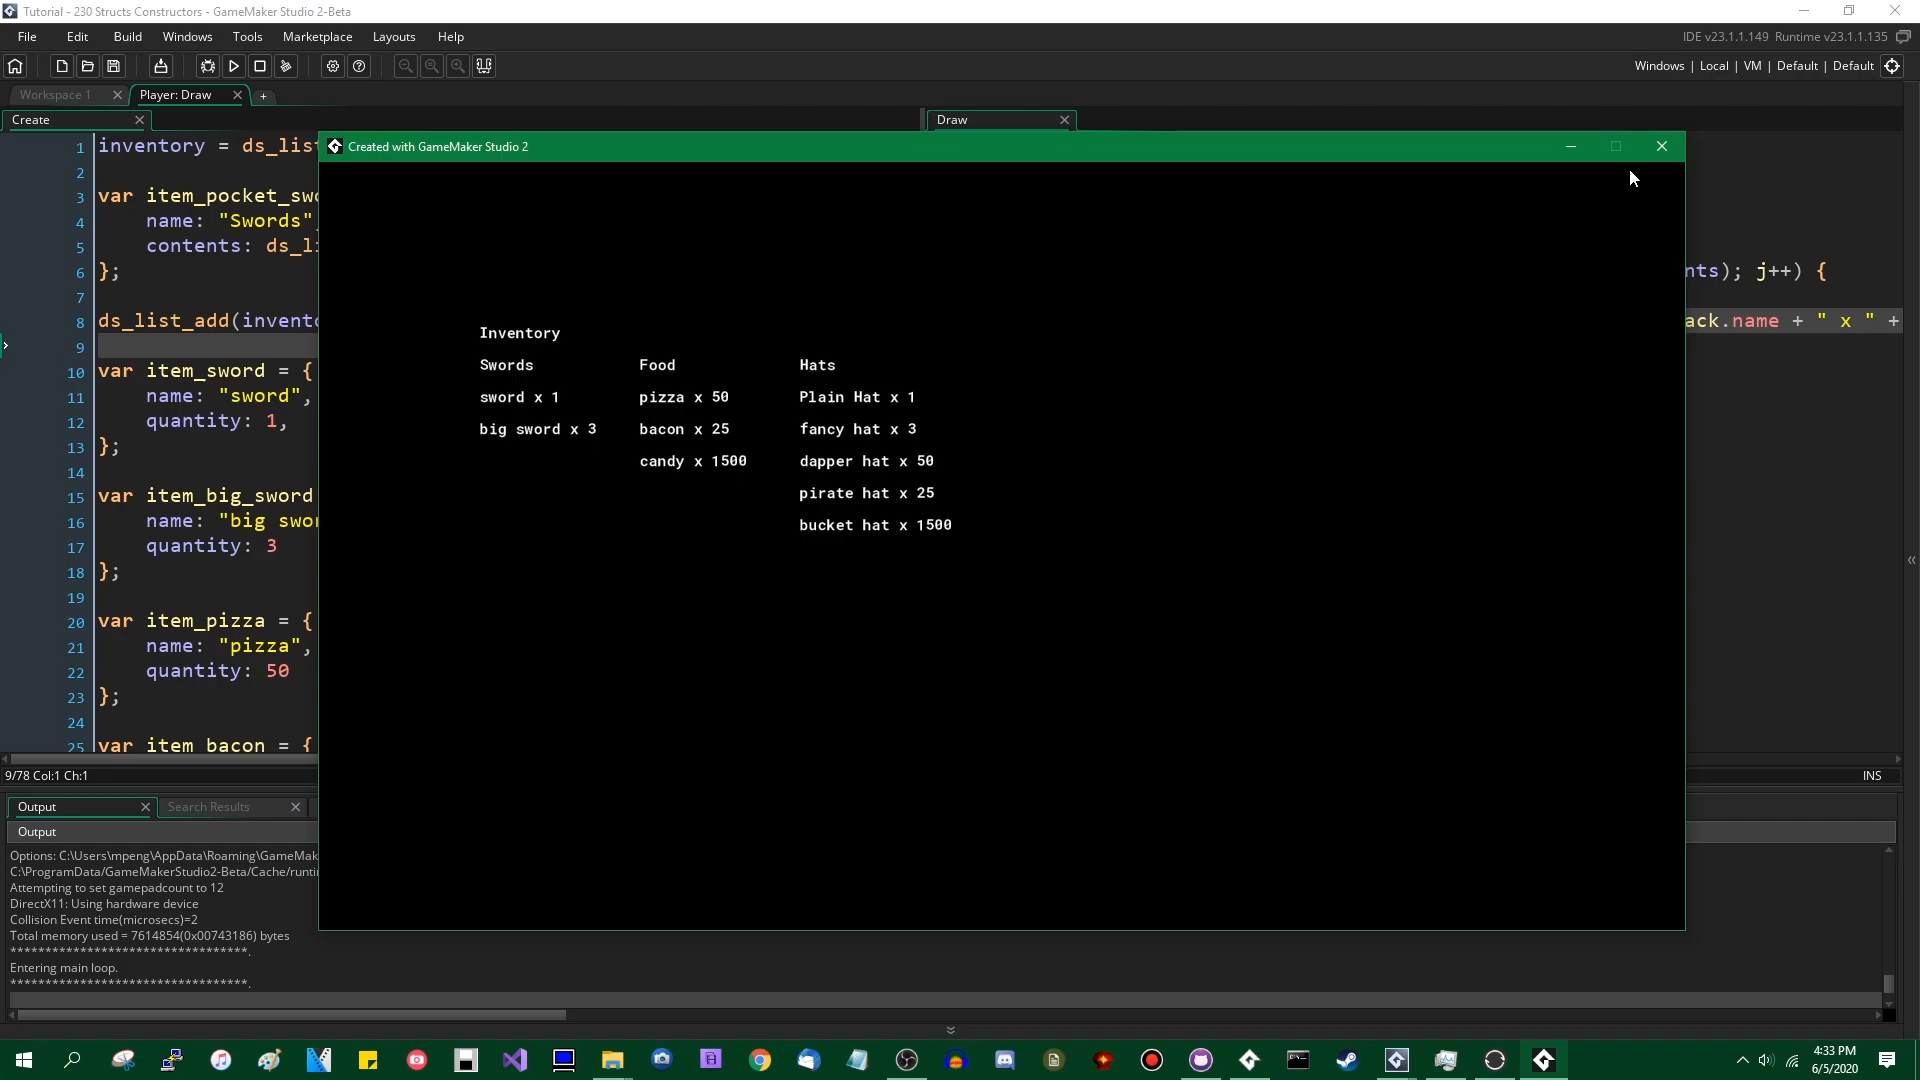 Tutorial - 230 Structs Constructors - GameMaker Studio 2-Beta
File Edit Build Windows Tools Marketplace Layouts Help
IDE v23.1.1.149 Runtime v23.1.1.135
Windows | Local | VM | Default | Default
Workspace 1 Player: Draw +
Create
Draw
Created with GameMaker Studio 2
1 inventory = ds_list
2
3 var item_pocket_swo
4 name: "Swords"
5 contents: ds_li
6 };
7
8 ds_list_add(invento
9
10 var item_sword = {
11 name: "sword",
12 quantity: 1,
13 };
14
15 var item_big_sword
16 name: "big swor
17 quantity: 3
18 };
19
20 var item_pizza = {
21 name: "pizza",
22 quantity: 50
23 };
24
25 var item_bacon = {
nts); j++) {
ack.name + " x " +
Inventory
Swords Food Hats
sword x 1 pizza x 50 Plain Hat x 1
big sword x 3 bacon x 25 fancy hat x 3
candy x 1500 dapper hat x 50
pirate hat x 25
bucket hat x 1500
9/78 Col:1 Ch:1
INS
Output Search Results
Output
Options: C:\Users\mpeng\AppData\Roaming\GameMak
C:\ProgramData/GameMakerStudio2-Beta/Cache/runti
Attempting to set gamepadcount to 12
DirectX11: Using hardware device
Collision Event time(microsecs)=2
Total memory used = 7614854(0x00743186) bytes
**********************************.
Entering main loop.
**********************************.
4:33 PM
6/5/2020